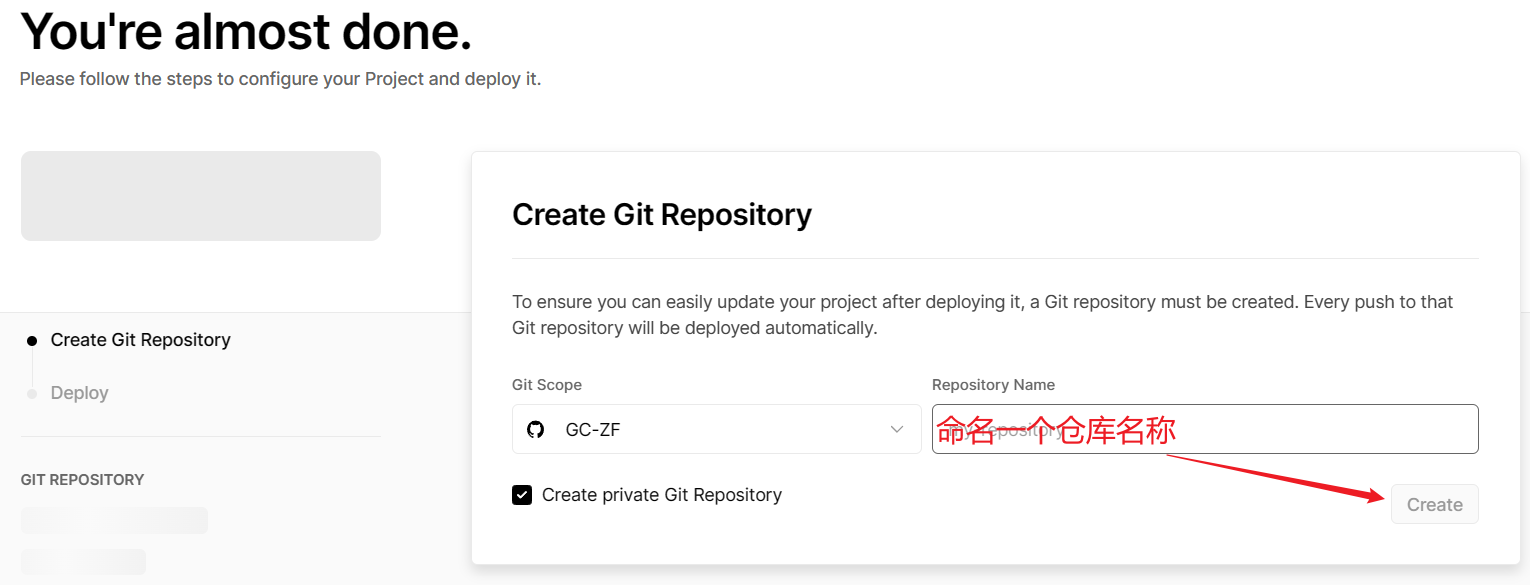 You're almost done.
Please follow the steps to configure your Project and deploy it.
Create Git Repository
To ensure you can easily update your project after deploying it, a Git repository must be created. Every push to that
Git repository will be deployed automatically.
Git Scope
Repository Name
GC-ZF
my-repository
命名一个仓库名称
Create private Git Repository
Create
Create Git Repository
Deploy
GIT REPOSITORY